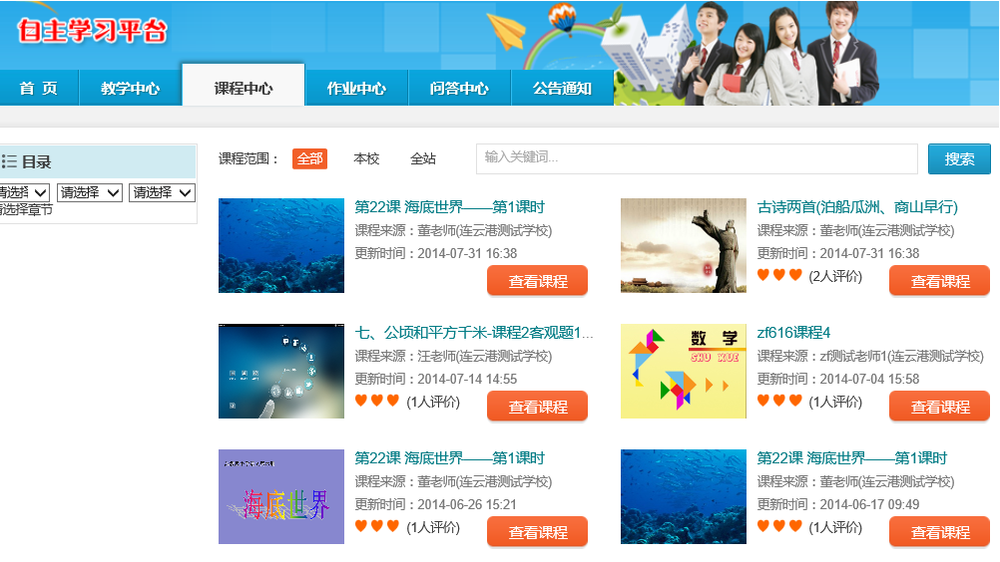 自主学习平台
首 页 教学中心 课程中心 作业中心 问答中心 公告通知
目录
请选择 请选择 请选择
请选择章节
课程范围： 全部 本校 全站 输入关键词... 搜索
第22课 海底世界——第1课时
课程来源：董老师(连云港测试学校)
更新时间：2014-07-31 16:38
查看课程
古诗两首(泊船瓜洲、商山早行)
课程来源：董老师(连云港测试学校)
更新时间：2014-07-31 16:38
(2人评价)
查看课程
七、公顷和平方千米-课程2客观题1...
课程来源：汪老师(连云港测试学校)
更新时间：2014-07-14 14:55
(1人评价)
查看课程
数 学
SHU XUE
zf616课程4
课程来源：zf测试老师1(连云港测试学校)
更新时间：2014-07-04 15:58
(1人评价)
查看课程
海底世界
第22课 海底世界——第1课时
课程来源：董老师(连云港测试学校)
更新时间：2014-06-26 15:21
(1人评价)
查看课程
第22课 海底世界——第1课时
课程来源：董老师(连云港测试学校)
更新时间：2014-06-17 09:49
(1人评价)
查看课程